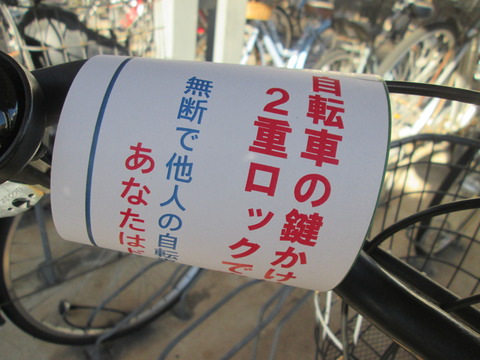 自転車の鍵かけ
２重ロックで
無断で他人の自転
あなたは